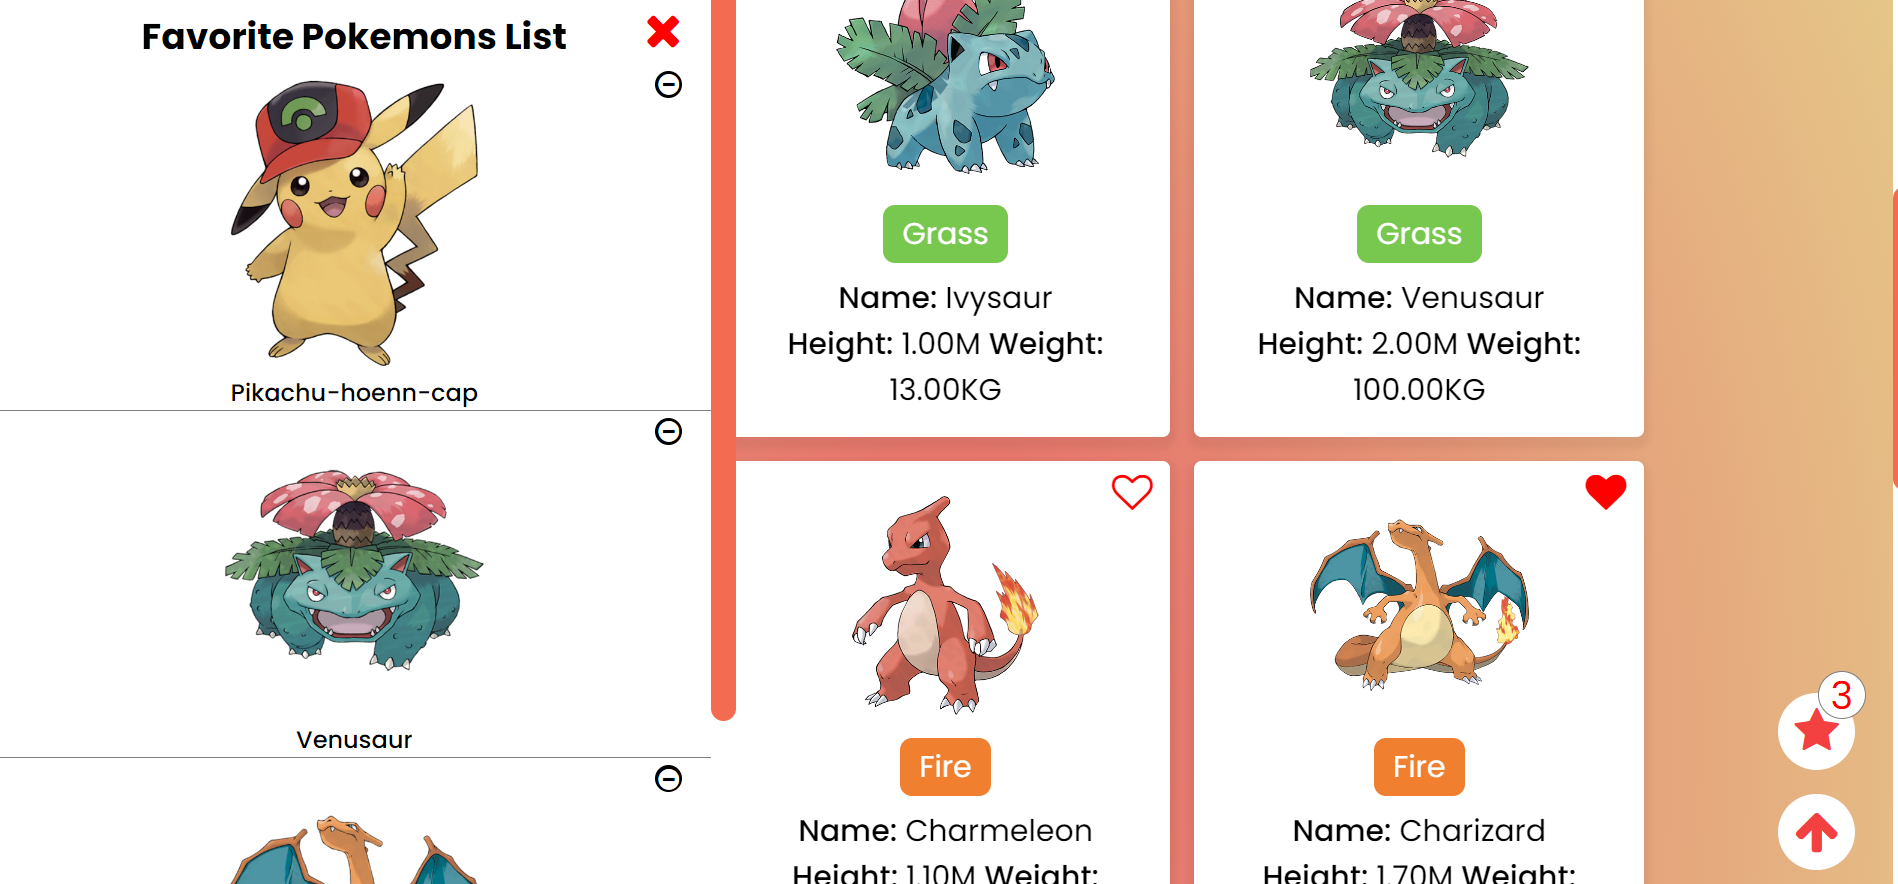 Favorite Pokemons List
Pikachu-hoenn-cap
Venusaur
Grass
Name: Ivysaur
Height: 1.00M Weight:
13.00KG
Grass
Name: Venusaur
Height: 2.00M Weight:
100.00KG
Fire
Name: Charmeleon
Height: 1.10M Weight:
Fire
Name: Charizard
Height: 1.70M Weight:
3